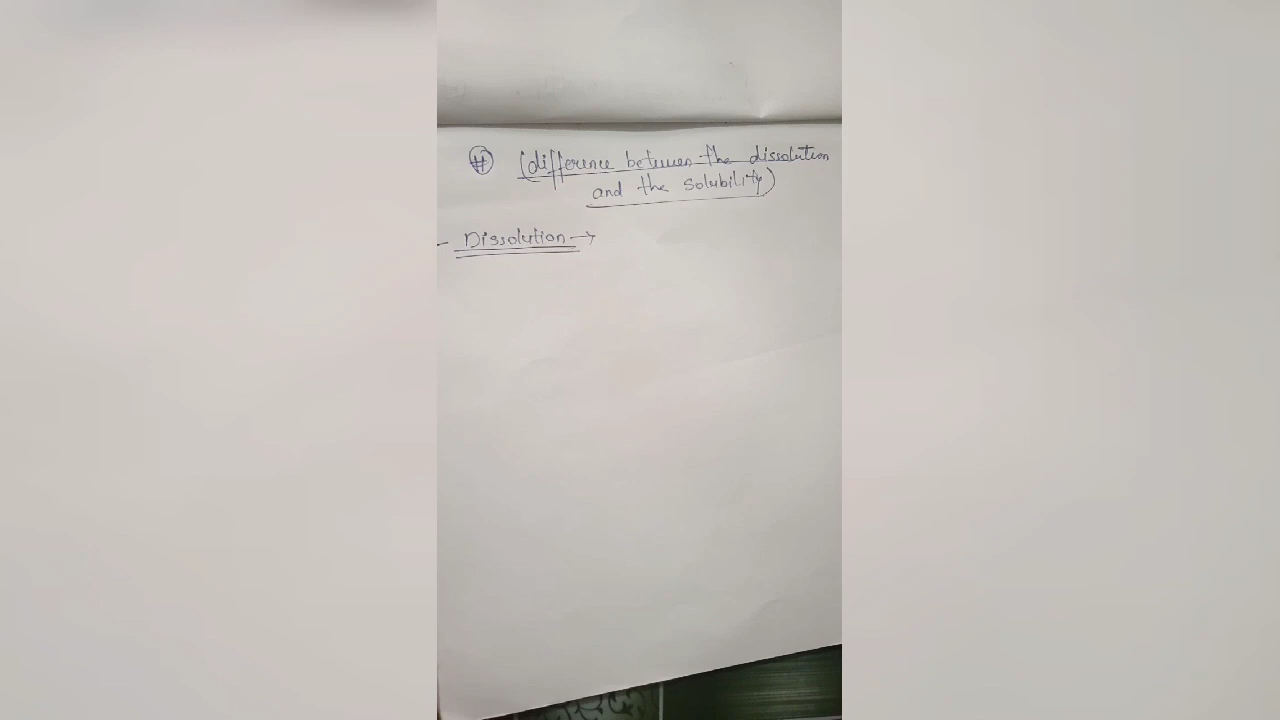 # (difference between the dissolution
and the solubility)
- Dissolution →